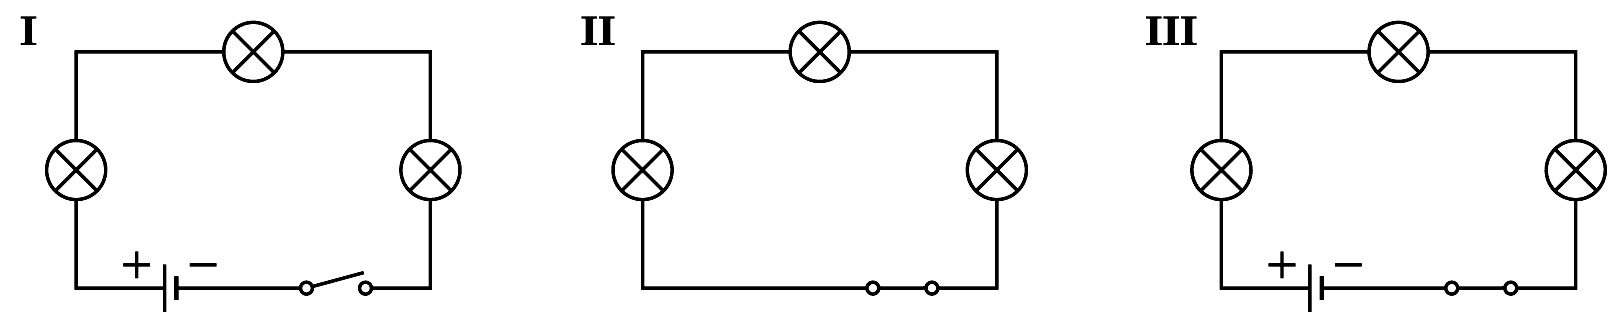 I II III
+ − + −